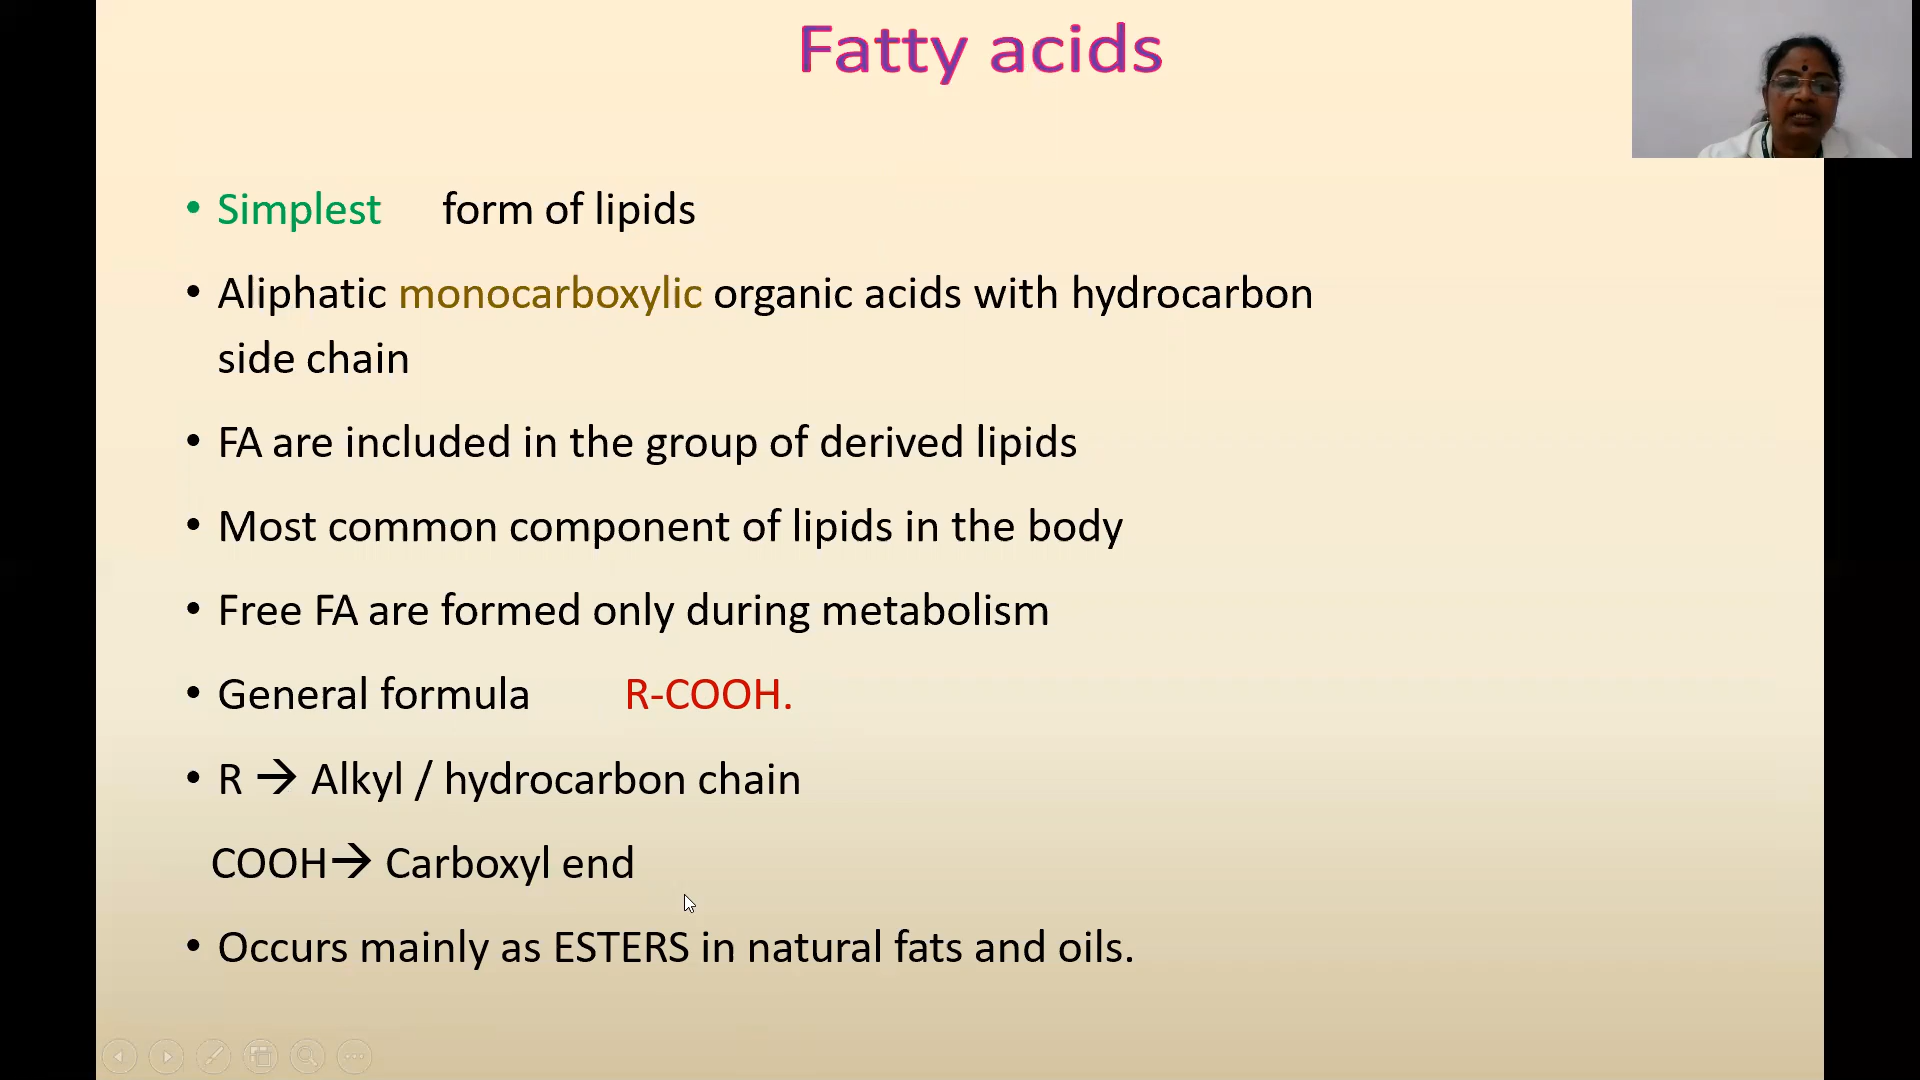 Fatty acids
• Simplest form of lipids
• Aliphatic monocarboxylic organic acids with hydrocarbon
side chain
• FA are included in the group of derived lipids
• Most common component of lipids in the body
• Free FA are formed only during metabolism
• General formula R-COOH.
• R → Alkyl / hydrocarbon chain
COOH→ Carboxyl end
• Occurs mainly as ESTERS in natural fats and oils.